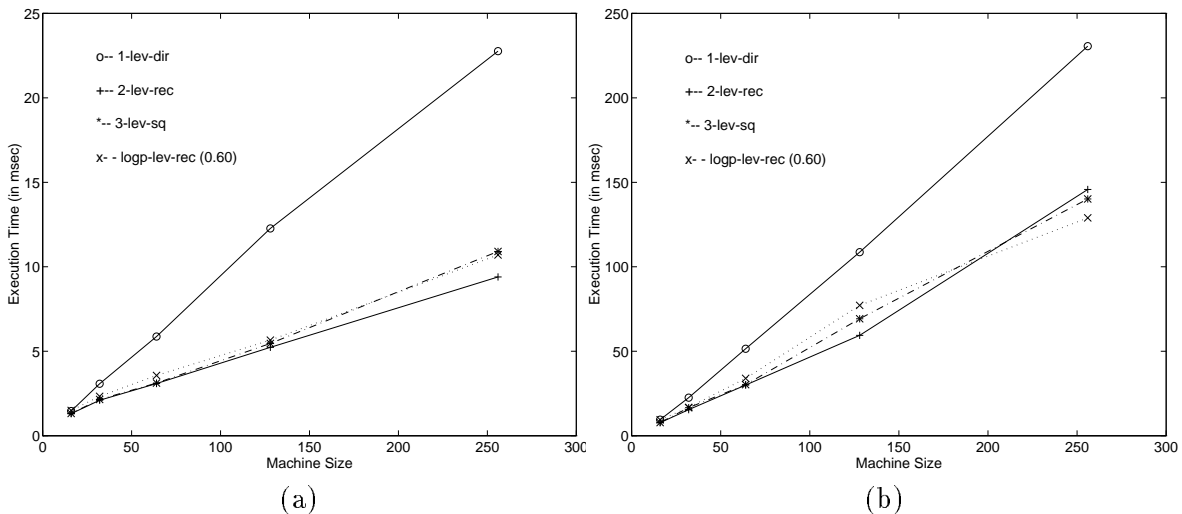 25
20
15
10
5
0
Execution Time (in msec)
o-- 1-lev-dir
+-- 2-lev-rec
*-- 3-lev-sq
x- - logp-lev-rec (0.60)
0 50 100 150 200 250 300
Machine Size
(a)
250
200
150
100
50
0
Execution Time (in msec)
o-- 1-lev-dir
+-- 2-lev-rec
*-- 3-lev-sq
x- - logp-lev-rec (0.60)
0 50 100 150 200 250 300
Machine Size
(b)